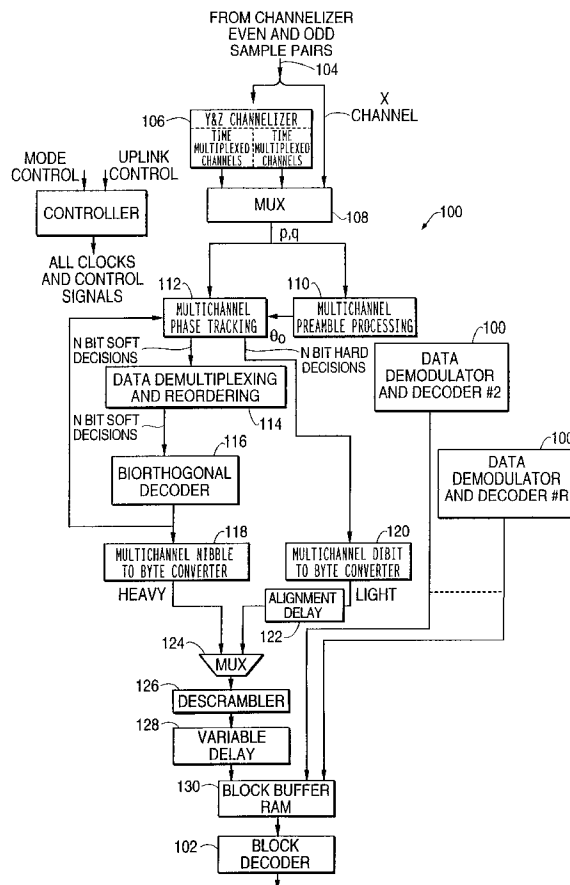 FROM CHANNELIZER
EVEN AND ODD
SAMPLE PAIRS
104
X
CHANNEL
106
Y&Z CHANNELIZER
TIME
MULTIPLEXED
CHANNELS
TIME
MULTIPLEXED
CHANNELS
MODE
CONTROL
UPLINK
CONTROL
CONTROLLER
ALL CLOCKS
AND CONTROL
SIGNALS
MUX
108
100
p,q
112
MULTICHANNEL
PHASE TRACKING
110
MULTICHANNEL
PREAMBLE PROCESSING
θ0
N BIT SOFT
DECISIONS
N BIT HARD
DECISIONS
DATA DEMULTIPLEXING
AND REORDERING
114
100
DATA
DEMODULATOR
AND DECODER #2
N BIT SOFT
DECISIONS
116
BIORTHOGONAL
DECODER
100
DATA
DEMODULATOR
AND DECODER #R
118
MULTICHANNEL NIBBLE
TO BYTE CONVERTER
120
MULTICHANNEL DIBIT
TO BYTE CONVERTER
HEAVY
ALIGNMENT
DELAY
LIGHT
122
124
MUX
126
DESCRAMBLER
128
VARIABLE
DELAY
130
BLOCK BUFFER
RAM
102
BLOCK
DECODER